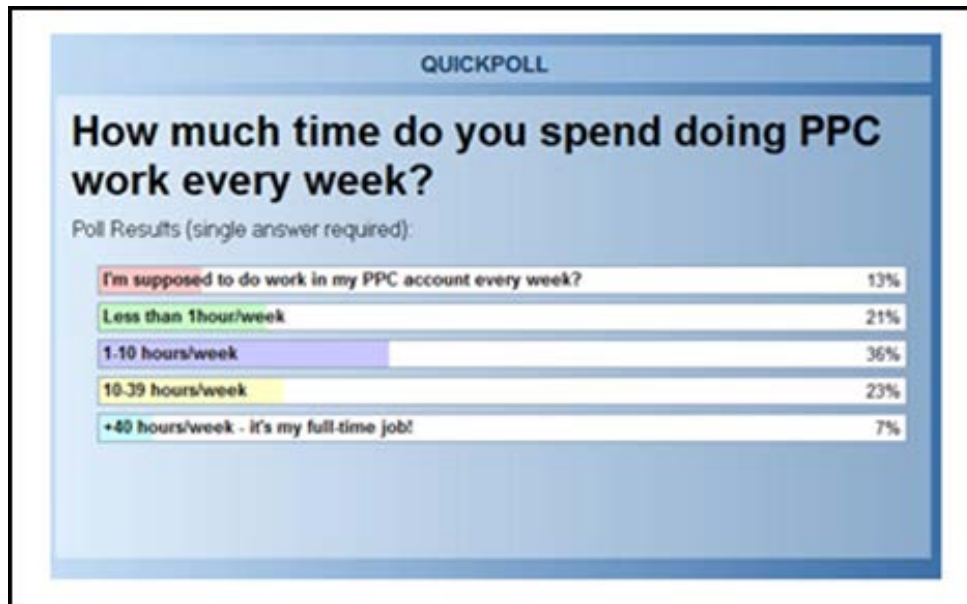 QUICKPOLL
How much time do you spend doing PPC
work every week?
Poll Results (single answer required):
I'm supposed to do work in my PPC account every week? 13%
Less than 1hour/week 21%
1-10 hours/week 36%
10-39 hours/week 23%
+40 hours/week - it's my full-time job! 7%